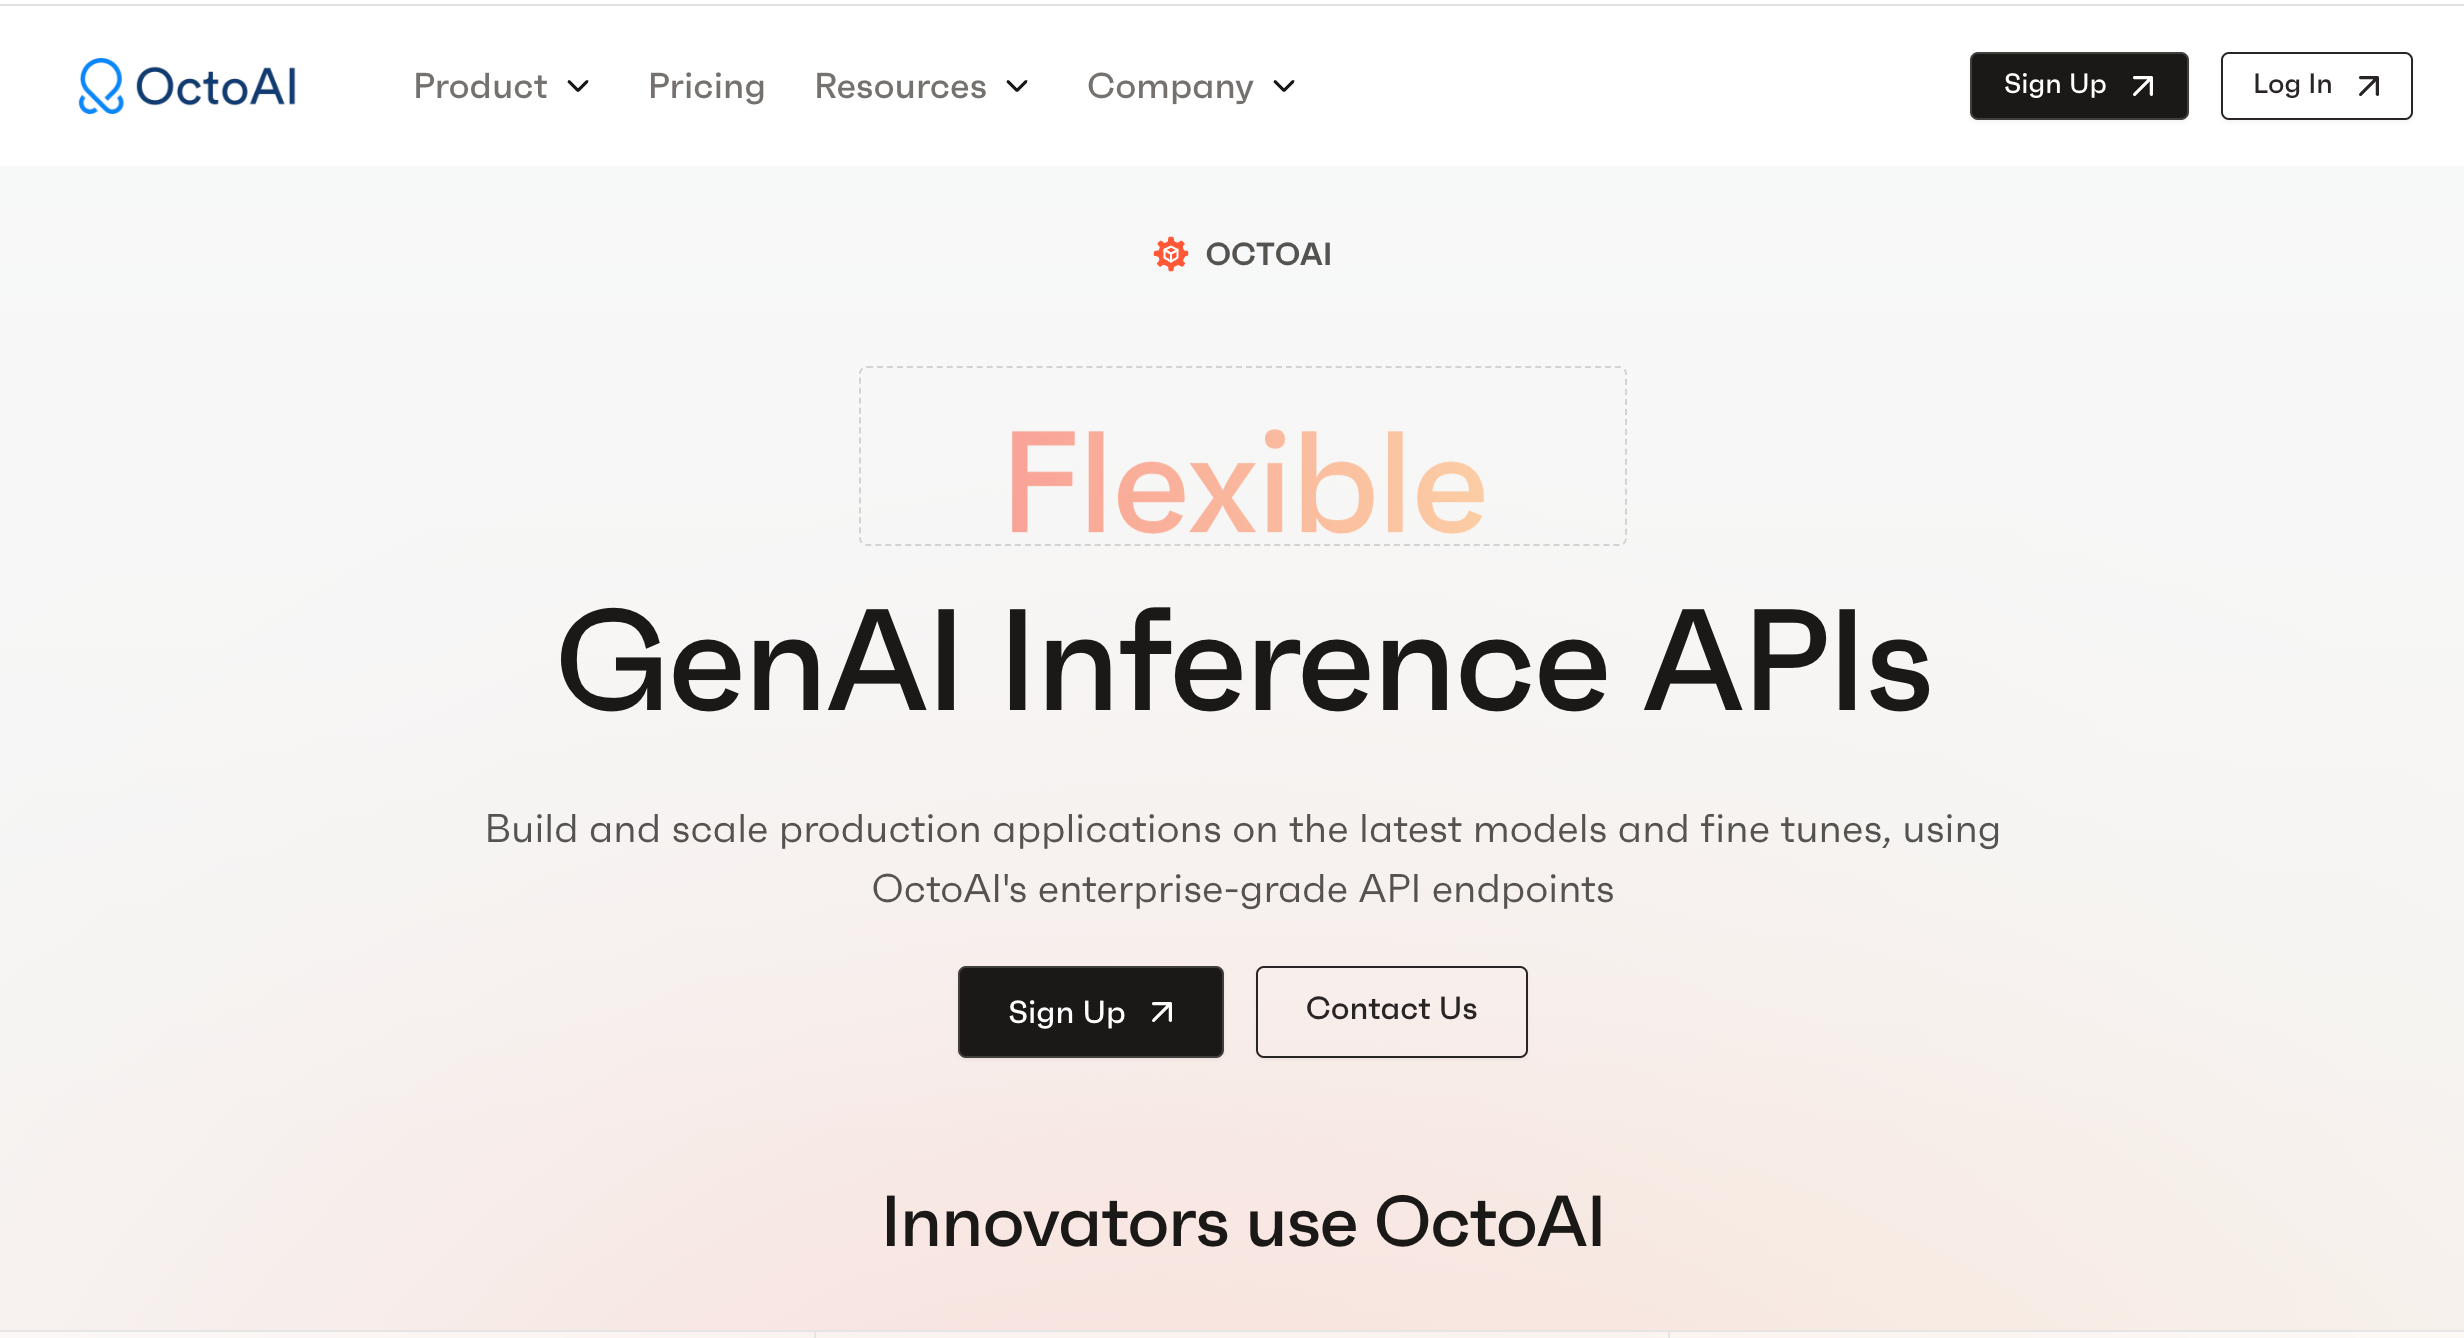 OctoAI
Product
Pricing
Resources
Company
Sign Up
Log In
OCTOAI
Flexible
GenAI Inference APIs
Build and scale production applications on the latest models and fine tunes, using
OctoAI's enterprise-grade API endpoints
Sign Up
Contact Us
Innovators use OctoAI